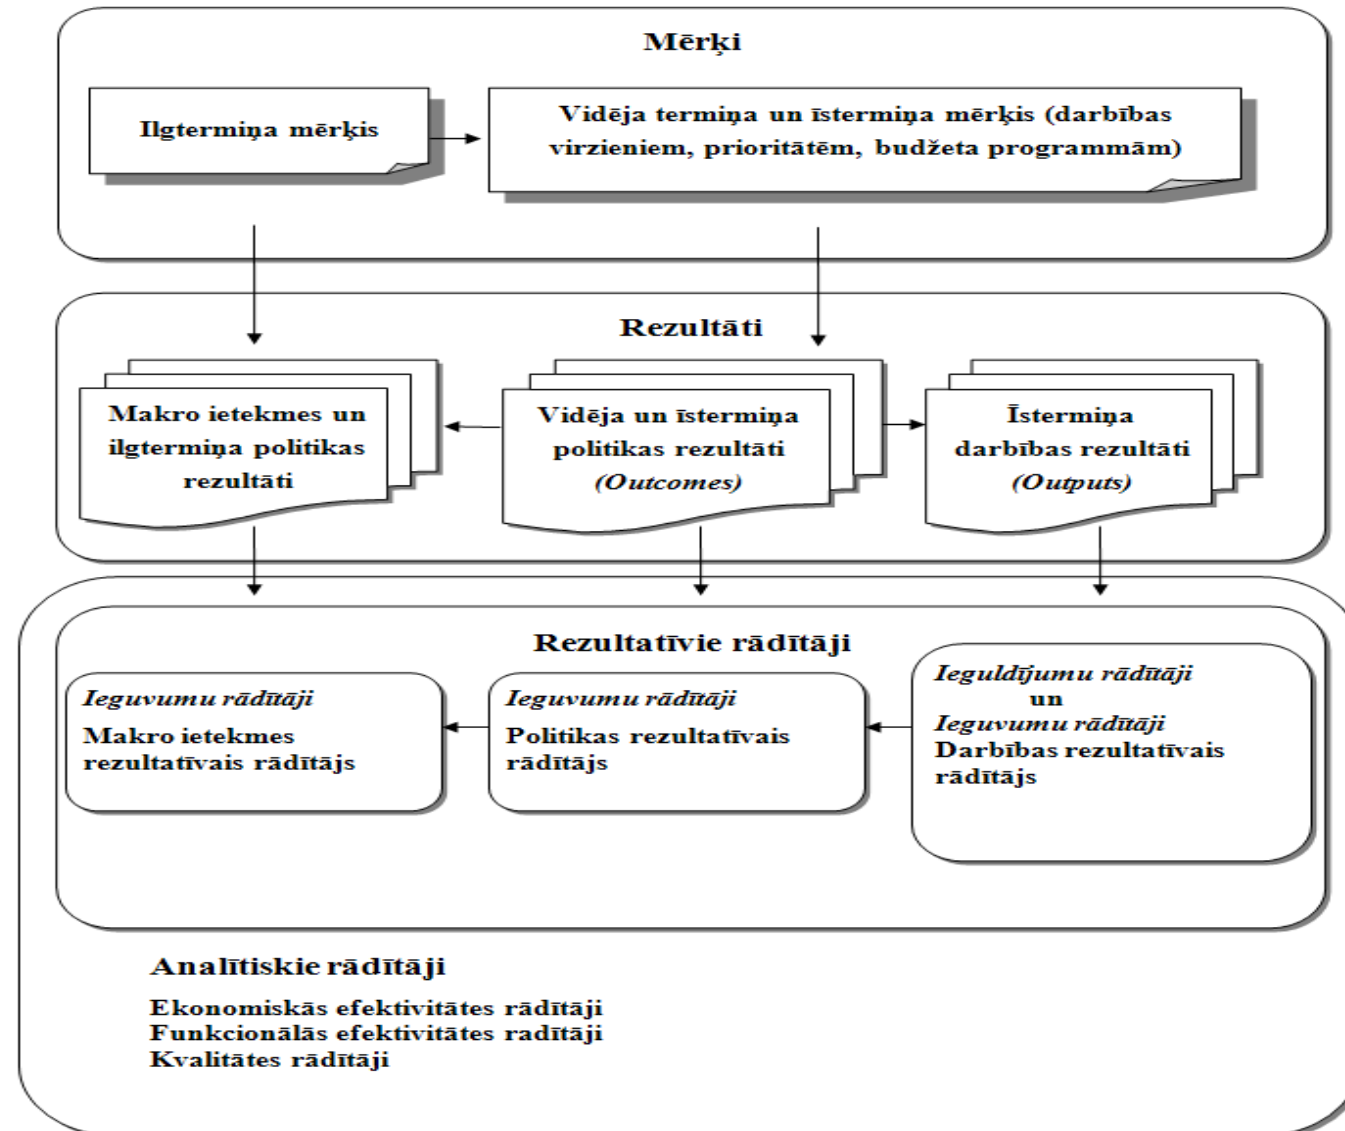 Mērķi
Ilgtermiņa mērķis
Vidēja termiņa un īstermiņa mērķis (darbības
virzieniem, prioritātēm, budžeta programmām)
Rezultāti
Makro ietekmes un
ilgtermiņa politikas
rezultāti
Vidēja un īstermiņa
politikas rezultāti
(Outcomes)
Īstermiņa
darbības rezultāti
(Outputs)
Rezultatīvie rādītāji
Ieguvumu rādītāji
Makro ietekmes
rezultatīvais rādītājs
Ieguvumu rādītāji
Politikas rezultatīvais
rādītājs
Ieguldījumu rādītāji
un
Ieguvumu rādītāji
Darbības rezultatīvais
rādītājs
Analītiskie rādītāji
Ekonomiskās efektivitātes rādītāji
Funkcionālās efektivitātes radītāji
Kvalitātes rādītāji